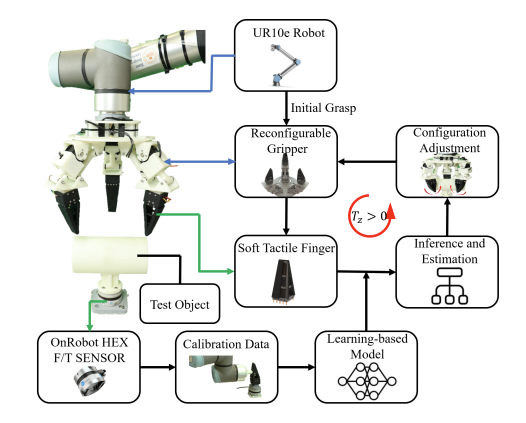 UR10e Robot
Initial Grasp
Reconfigurable
Gripper
Configuration
Adjustment
T_z > 0
Soft Tactile Finger
Inference and
Estimation
Test Object
OnRobot HEX
F/T SENSOR
Calibration Data
Learning-based
Model